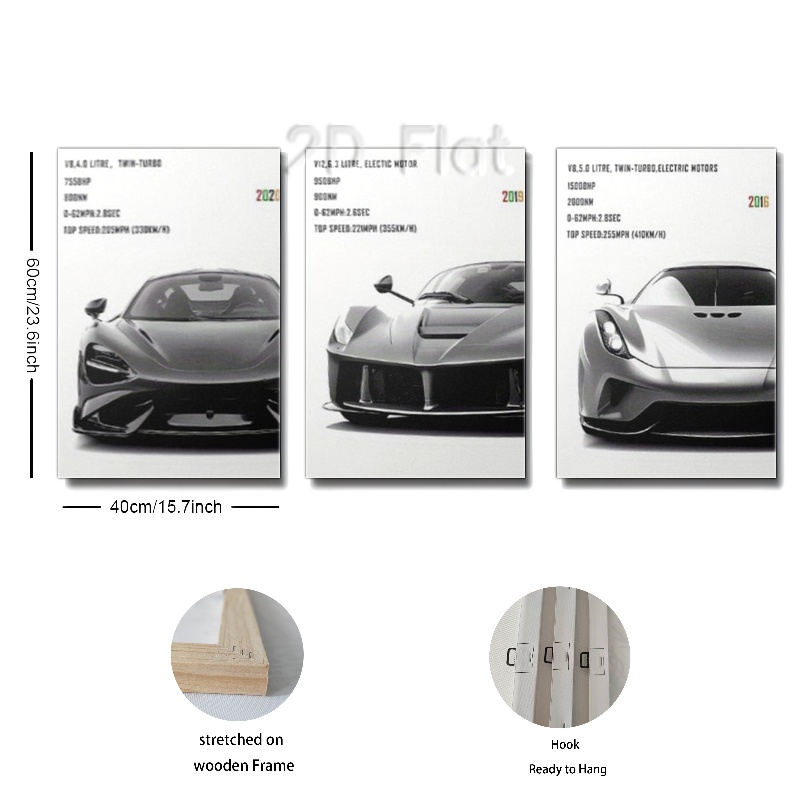 2D Flat
V8,4.0 LITRE, TWIN-TURBO
755BHP
800NM
0-62MPH:2.8SEC
TOP SPEED:205MPH (330KM/H)
2020
V12,6.3 LITRE, ELECTIC MOTOR
950BHP
900NM
0-62MPH:2.6SEC
TOP SPEED:221MPH (355KM/H)
2019
V8,5.0 LITRE, TWIN-TURBO,ELECTRIC MOTORS
1500BHP
2000NM
0-62MPH:2.8SEC
TOP SPEED:255MPH (410KM/H)
2016
60cm/23.6inch
40cm/15.7inch
stretched on
wooden Frame
Hook
Ready to Hang